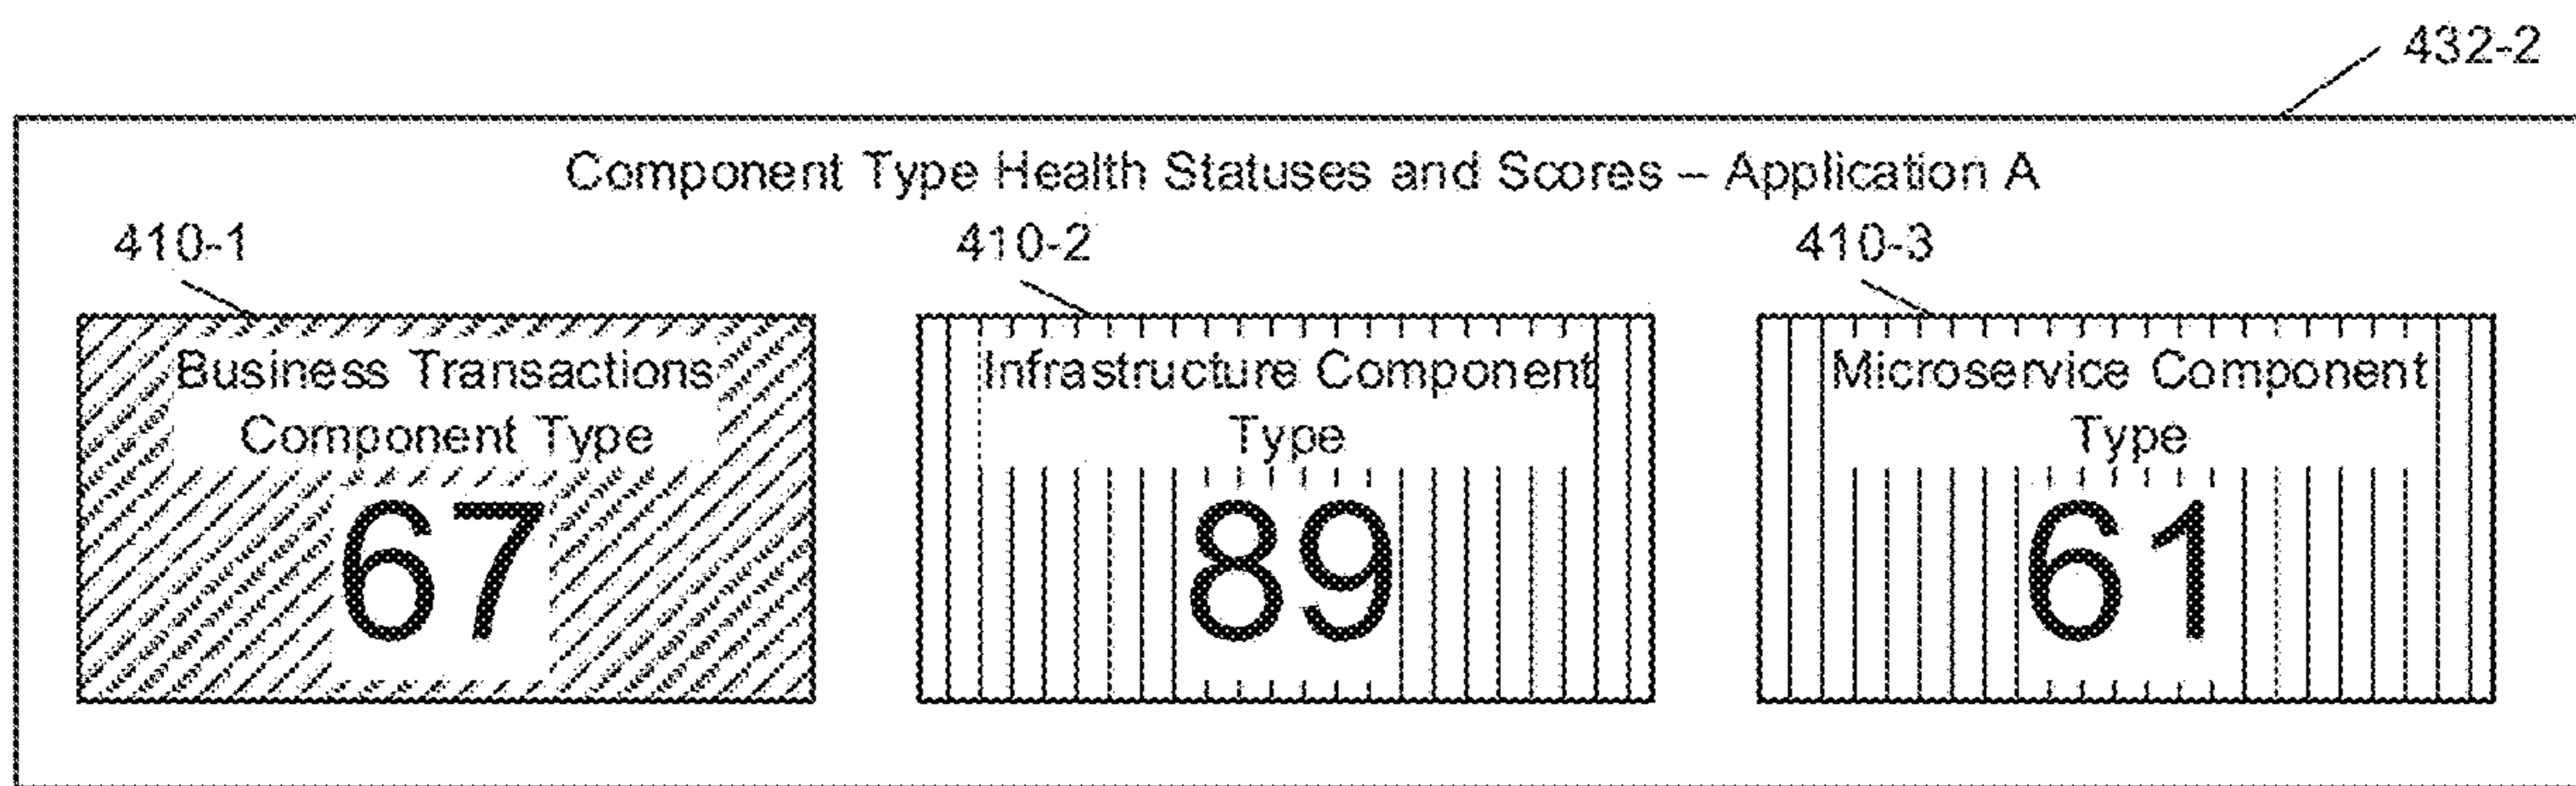 432-2
Component Type Health Statuses and Scores – Application A
410-1
410-2
410-3
Business Transactions
Component Type
67
Infrastructure Component
Type
89
Microservice Component
Type
61